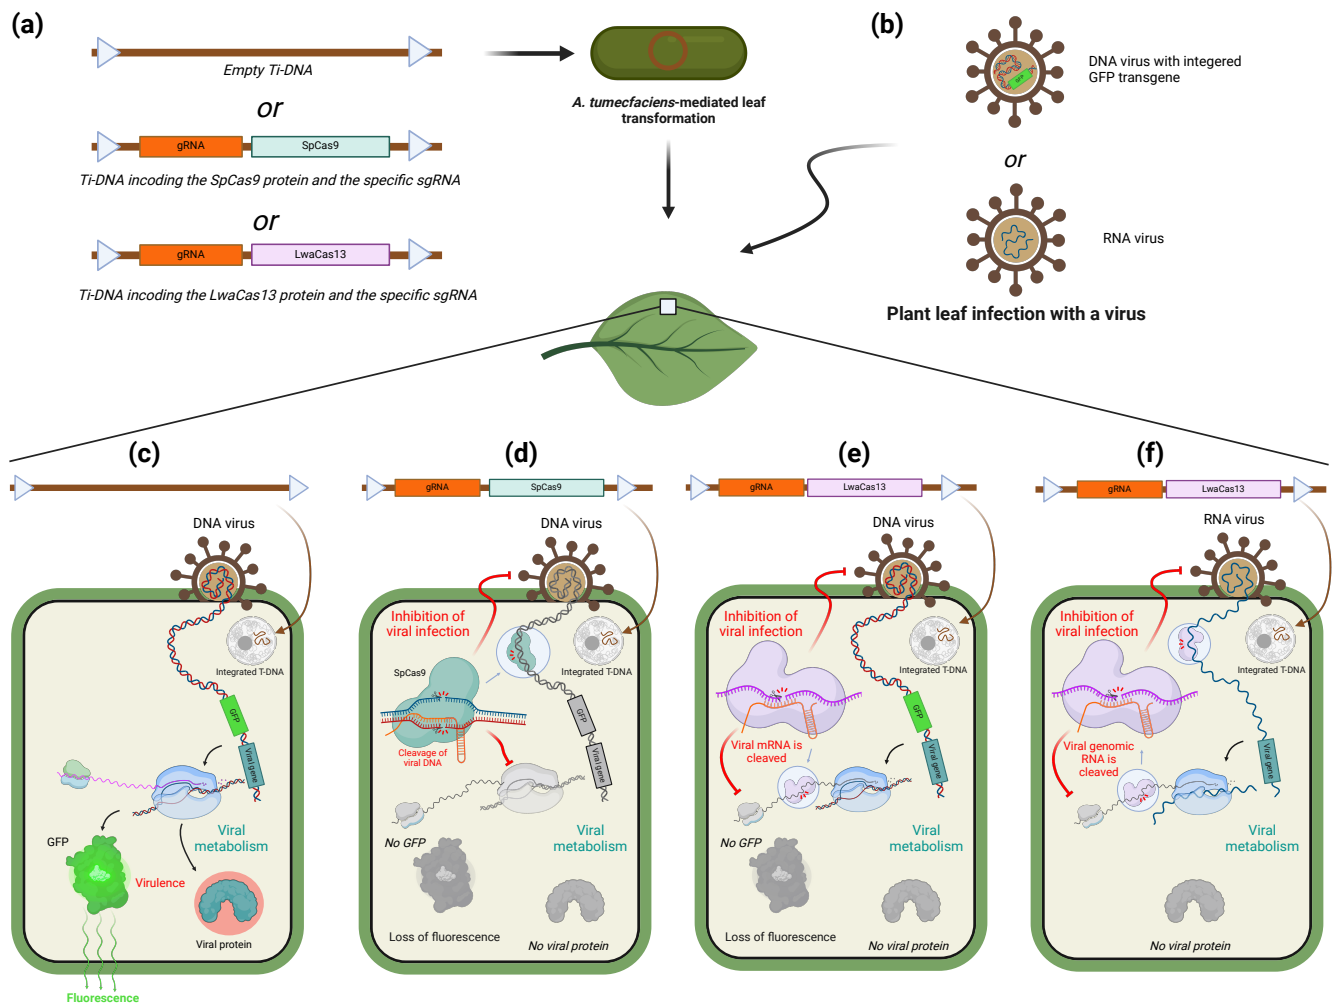 (a)
Empty Ti-DNA
or
gRNA
SpCas9
Ti-DNA incoding the SpCas9 protein and the specific sgRNA
or
gRNA
LwaCas13
Ti-DNA incoding the LwaCas13 protein and the specific sgRNA
A. tumecfaciens-mediated leaf
transformation
(b)
GFP
DNA virus with integered
GFP transgene
or
RNA virus
Plant leaf infection with a virus
(c)
DNA virus
Integrated T-DNA
GFP
Viral gene
Viral
metabolism
GFP
Virulence
Viral protein
Fluorescence
(d)
gRNA
SpCas9
DNA virus
Inhibition of
viral infection
Integrated T-DNA
SpCas9
GFP
Cleavage of
viral DNA
Viral gene
No GFP
Viral
metabolism
Loss of fluorescence
No viral protein
(e)
gRNA
LwaCas13
DNA virus
Inhibition of
viral infection
Integrated T-DNA
GFP
Viral mRNA is
cleaved
Viral gene
No GFP
Viral
metabolism
Loss of fluorescence
No viral protein
(f)
gRNA
LwaCas13
RNA virus
Inhibition of
viral infection
Integrated T-DNA
Viral genomic
RNA is
cleaved
Viral gene
Viral
metabolism
No viral protein